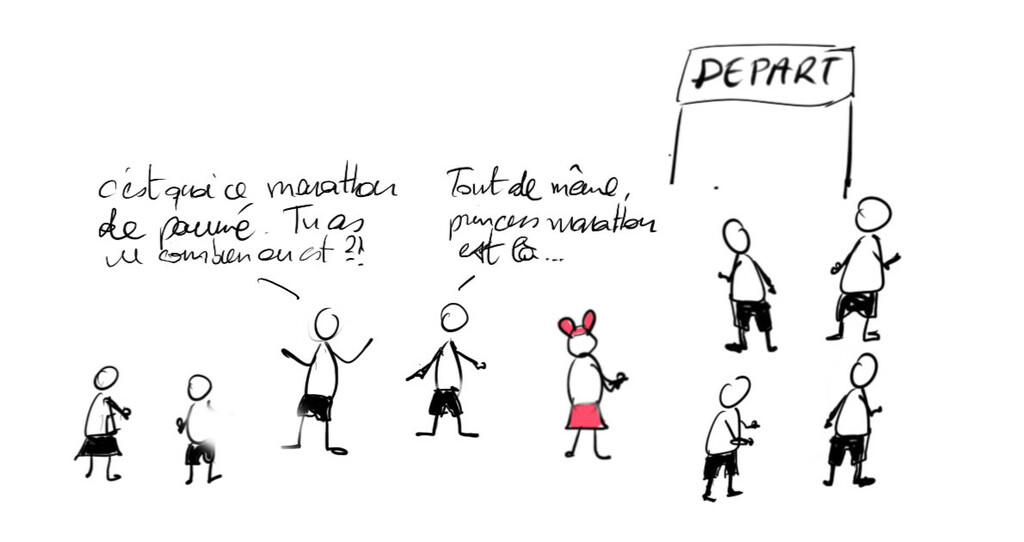 DEPART
c'est quoi ce marathon
de paumé. Tu as
vu combien on est ?!
Tout de même,
princess marathon
est là...